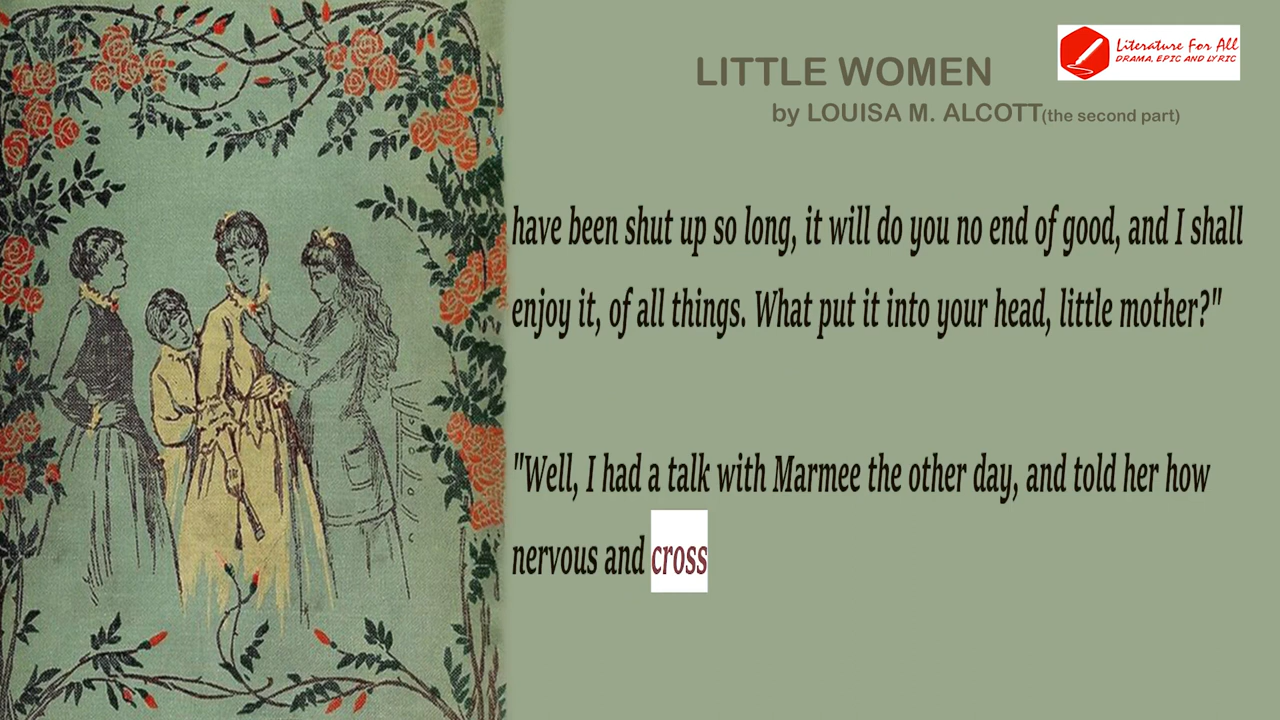 LITTLE WOMEN
by LOUISA M. ALCOTT(the second part)
Literature For All
DRAMA, EPIC AND LYRIC
have been shut up so long, it will do you no end of good, and I shall
enjoy it, of all things. What put it into your head, little mother?"
"Well, I had a talk with Marmee the other day, and told her how
nervous and cross